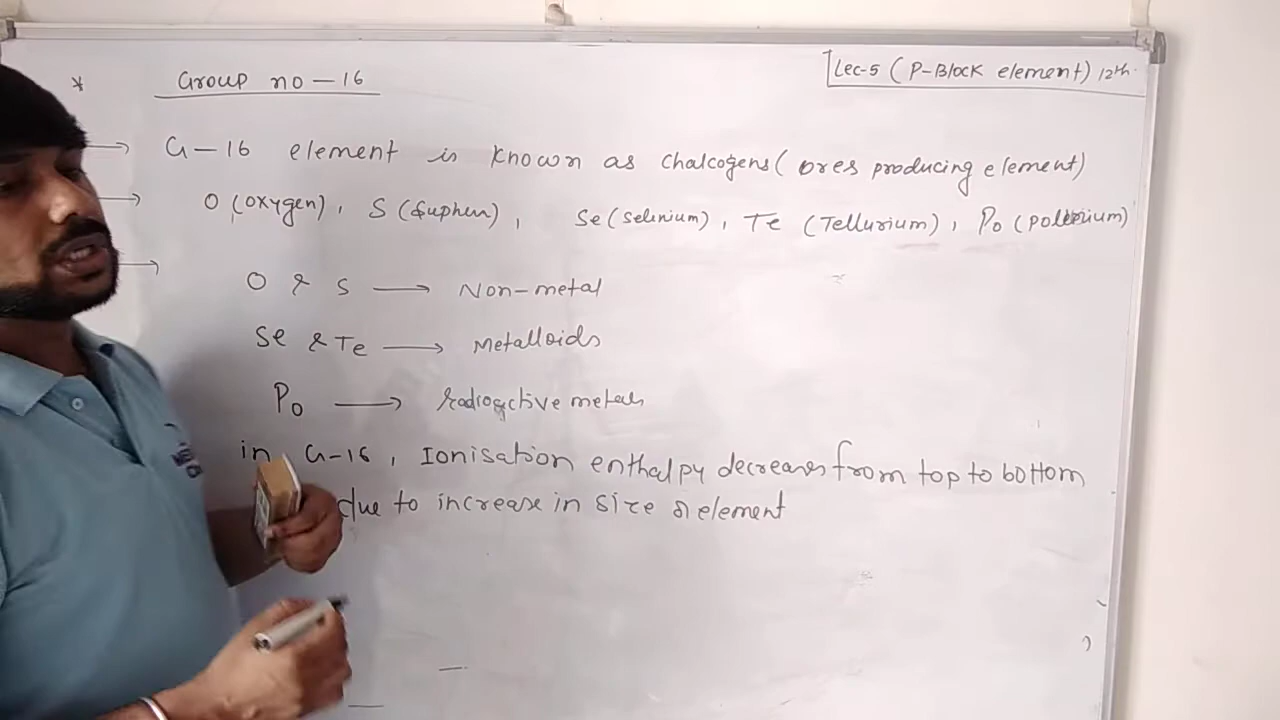 * Group no - 16
Lec-5 (P-Block element) 12th.
→ G-16 element is known as chalcogens (ores producing element)
→ O (oxygen), S (Suphur), Se (Selenium), Te (Tellurium), Po (polonium)
→ O & S → Non-metal
Se & Te → Metalloids
Po → Radioactive metals
in G-16, Ionisation enthalpy decreases from top to bottom
due to increase in size of element